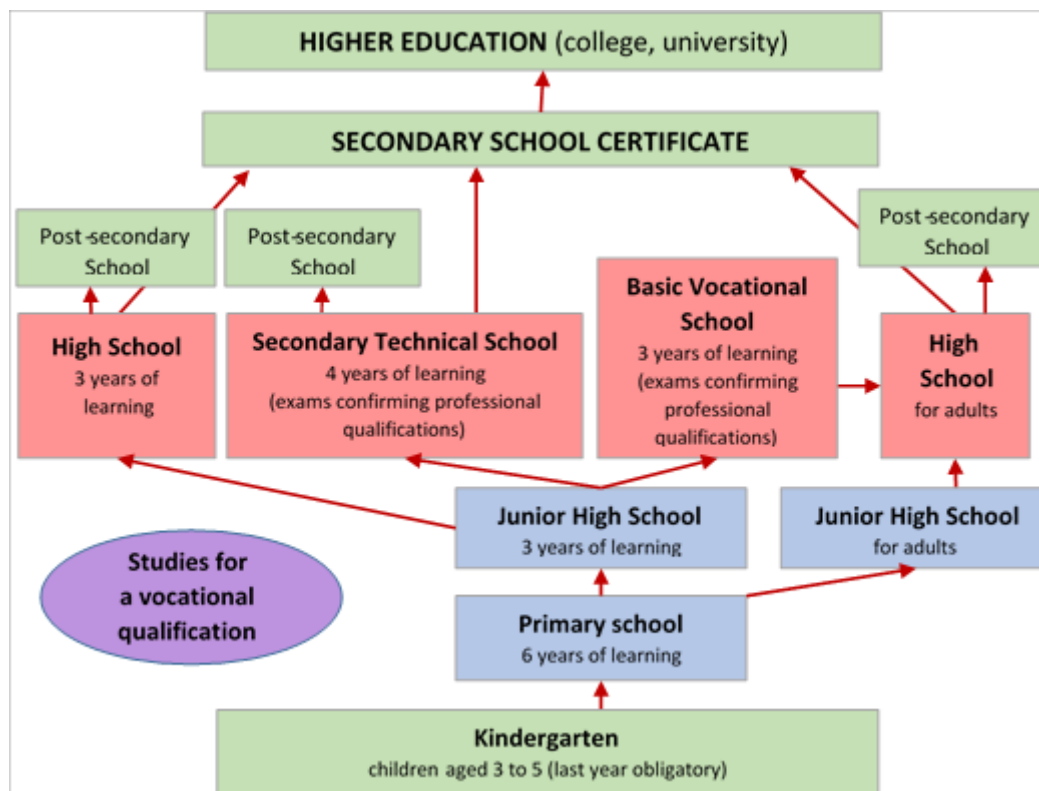 HIGHER EDUCATION (college, university)
SECONDARY SCHOOL CERTIFICATE
Post-secondary
School
Post-secondary
School
Post-secondary
School
High School
3 years of
learning
Secondary Technical School
4 years of learning
(exams confirming professional
qualifications)
Basic Vocational
School
3 years of learning
(exams confirming
professional
qualifications)
High
School
for adults
Junior High School
3 years of learning
Junior High School
for adults
Studies for
a vocational
qualification
Primary school
6 years of learning
Kindergarten
children aged 3 to 5 (last year obligatory)